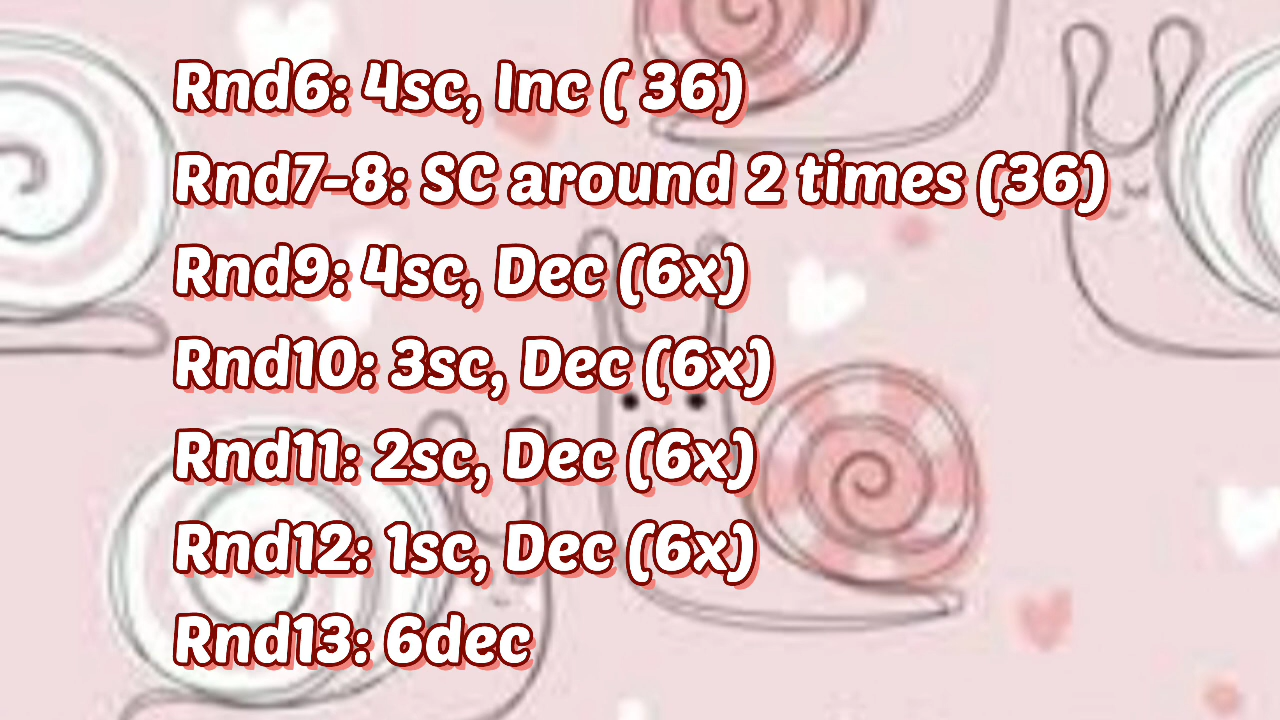 Rnd6: 4sc, Inc ( 36)
Rnd7-8: SC around 2 times (36)
Rnd9: 4sc, Dec (6x)
Rnd10: 3sc, Dec (6x)
Rnd11: 2sc, Dec (6x)
Rnd12: 1sc, Dec (6x)
Rnd13: 6dec